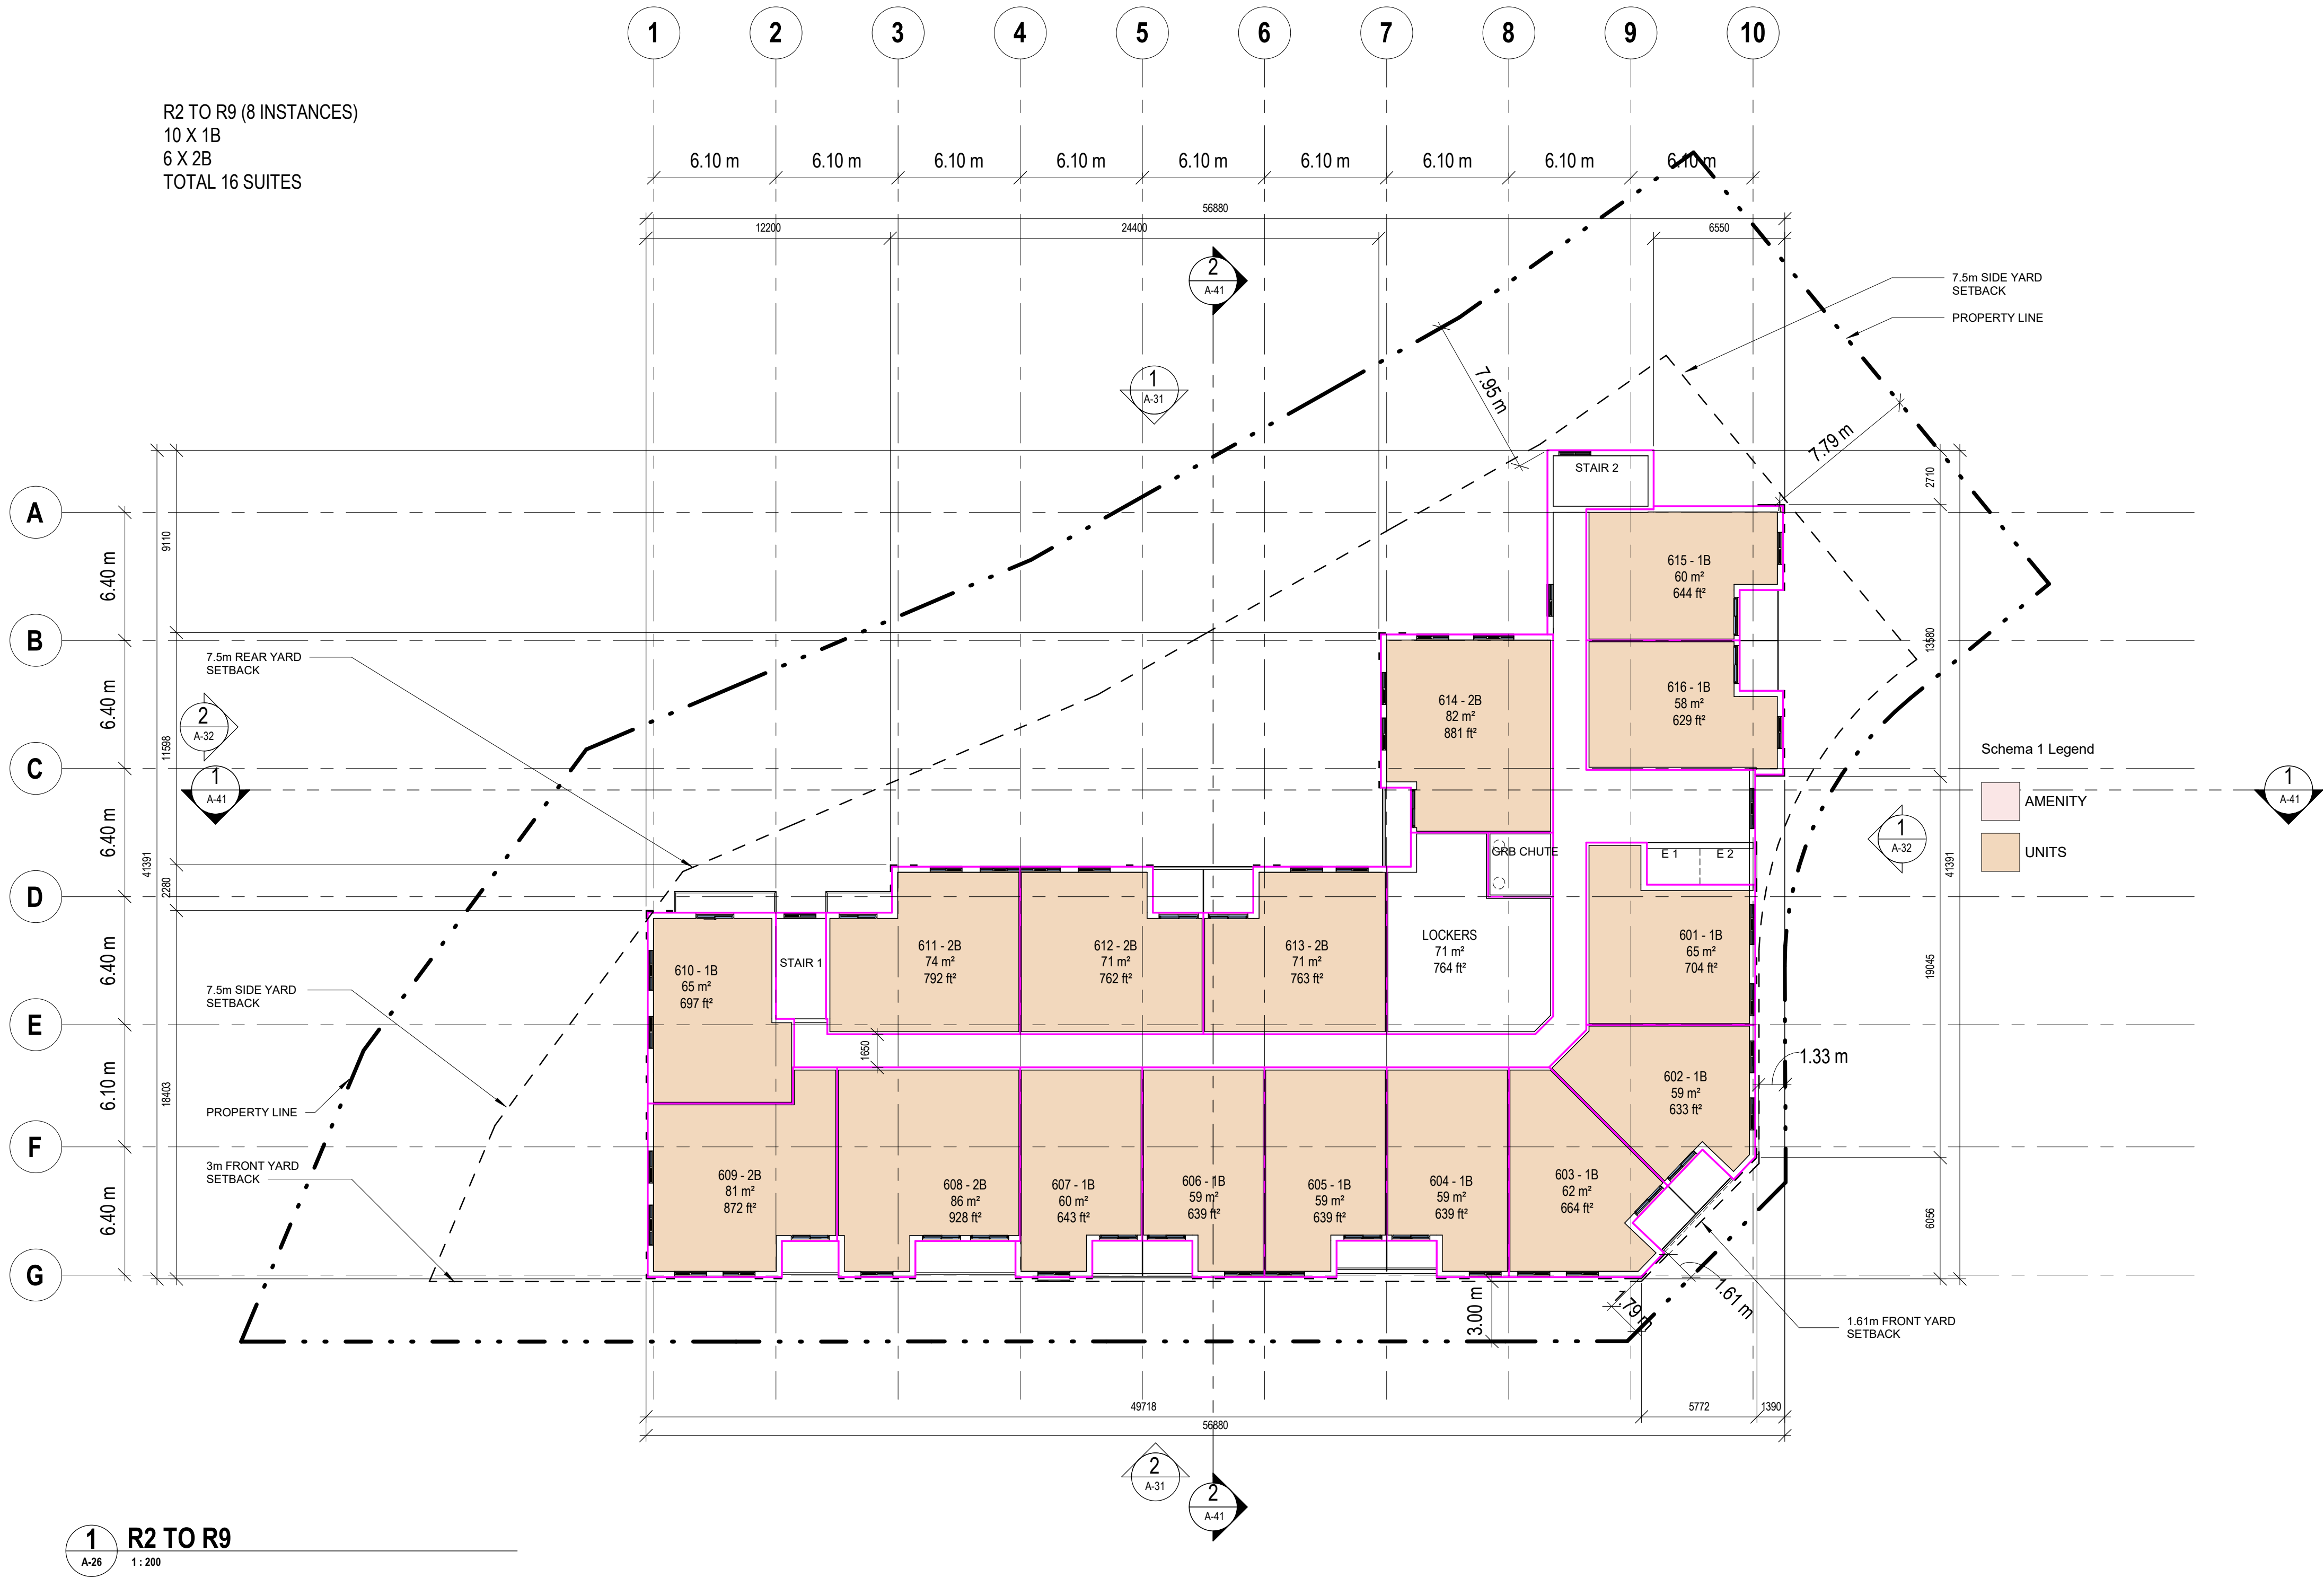 1 2 3 4 5 6 7 8 9 10
R2 TO R9 (8 INSTANCES)
10 X 1B
6 X 2B
TOTAL 16 SUITES
6.10 m 6.10 m 6.10 m 6.10 m 6.10 m 6.10 m 6.10 m 6.10 m 6.10 m
56880
12200 24400 6550
2
A-41
7.5m SIDE YARD
SETBACK
PROPERTY LINE
1
A-31
7.95 m
7.79 m
STAIR 2
2710
A
9110
6.40 m
615 - 1B
60 m²
644 ft²
B
13580
7.5m REAR YARD
SETBACK
6.40 m
616 - 1B
58 m²
629 ft²
614 - 2B
82 m²
881 ft²
2
A-32
11598
Schema 1 Legend
C
1
A-41
1
A-41
AMENITY
6.40 m
1
A-32
UNITS
GRB CHUTE
E 1 E 2
41391
41391
2280
D
6.40 m
LOCKERS
71 m²
764 ft²
601 - 1B
65 m²
704 ft²
611 - 2B
74 m²
792 ft²
612 - 2B
71 m²
762 ft²
613 - 2B
71 m²
763 ft²
STAIR 1
610 - 1B
65 m²
697 ft²
19045
7.5m SIDE YARD
SETBACK
E
1650
1.33 m
6.10 m
18403
602 - 1B
59 m²
633 ft²
PROPERTY LINE
F
3m FRONT YARD
SETBACK
6.40 m
609 - 2B
81 m²
872 ft²
608 - 2B
86 m²
928 ft²
607 - 1B
60 m²
643 ft²
606 - 1B
59 m²
639 ft²
605 - 1B
59 m²
639 ft²
604 - 1B
59 m²
639 ft²
603 - 1B
62 m²
664 ft²
6056
G
3.00 m
1.79 m
1.61 m
1.61m FRONT YARD
SETBACK
49718 5772 1390
56880
2
A-31
2
A-41
1
A-26
R2 TO R9
1 : 200